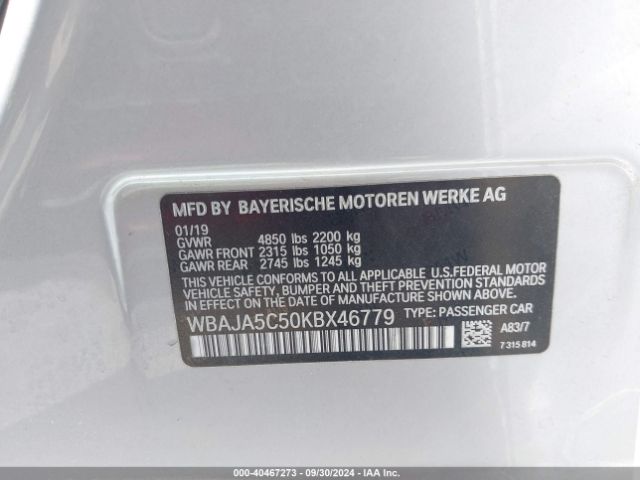 MFD BY BAYERISCHE MOTOREN WERKE AG
01/19
GVWR 4850 lbs 2200 kg
GAWR FRONT 2315 lbs 1050 kg
GAWR REAR 2745 lbs 1245 kg
THIS VEHICLE CONFORMS TO ALL APPLICABLE U.S.FEDERAL MOTOR
VEHICLE SAFETY, BUMPER AND THEFT PREVENTION STANDARDS
IN EFFECT ON THE DATE OF MANUFACTURE SHOWN ABOVE.
WBAJA5C50KBX46779 TYPE: PASSENGER CAR
A83/7
7 315 814
000-40467273 - 09/30/2024 - IAA Inc.